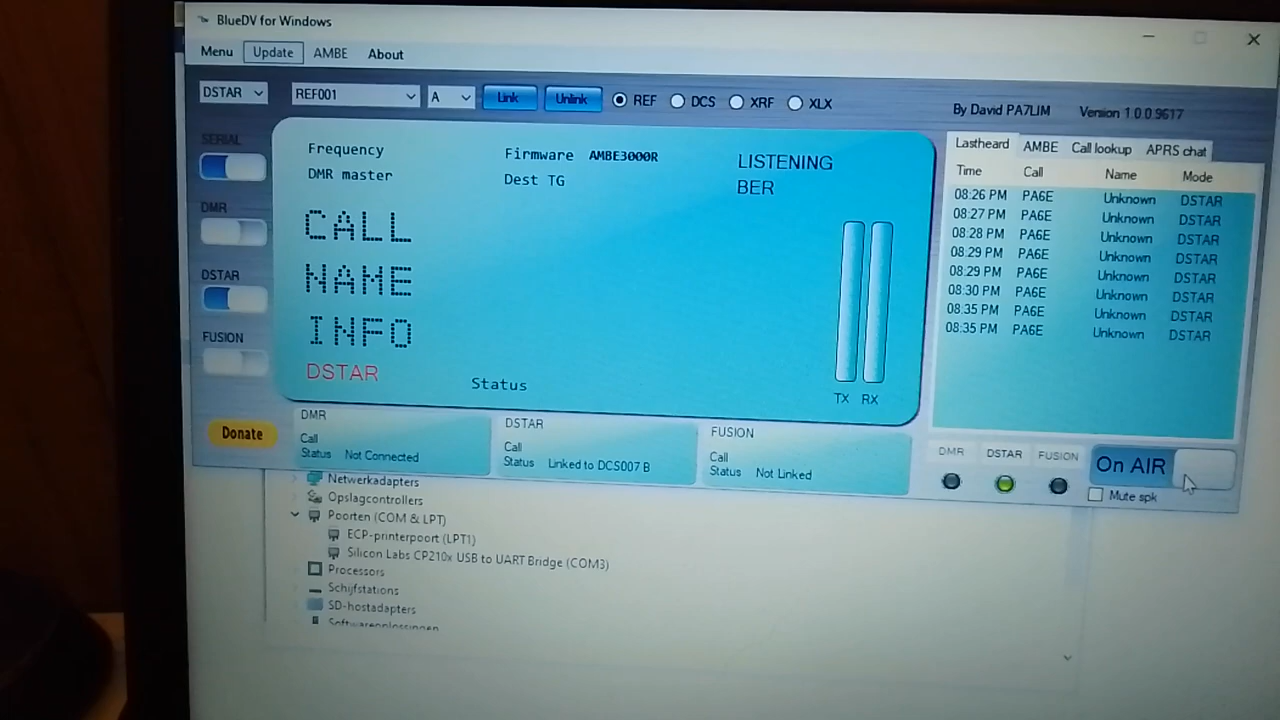 BlueDV for Windows
Menu Update AMBE About
DSTAR REF001 A Link Unlink REF DCS XRF XLX
By David PA7LIM Version 1.0.0.9617
SERIAL
DMR
DSTAR
FUSION
Donate
Frequency Firmware AMBE3000R LISTENING
DMR master Dest TG BER
CALL
NAME
INFO
DSTAR Status
TX RX
Lastheard AMBE Call lookup APRS chat
Time Call Name Mode
08:26 PM PA6E Unknown DSTAR
08:27 PM PA6E Unknown DSTAR
08:28 PM PA6E Unknown DSTAR
08:29 PM PA6E Unknown DSTAR
08:29 PM PA6E Unknown DSTAR
08:30 PM PA6E Unknown DSTAR
08:35 PM PA6E Unknown DSTAR
08:35 PM PA6E Unknown DSTAR
DMR
Call
Status Not Connected
DSTAR
Call
Status Linked to DCS007 B
FUSION
Call
Status Not Linked
DMR DSTAR FUSION On AIR
Mute spk
Netwerkadapters
Opslagcontrollers
Poorten (COM & LPT)
ECP-printerpoort (LPT1)
Silicon Labs CP210x USB to UART Bridge (COM3)
Processors
Schijfstations
SD-hostadapters